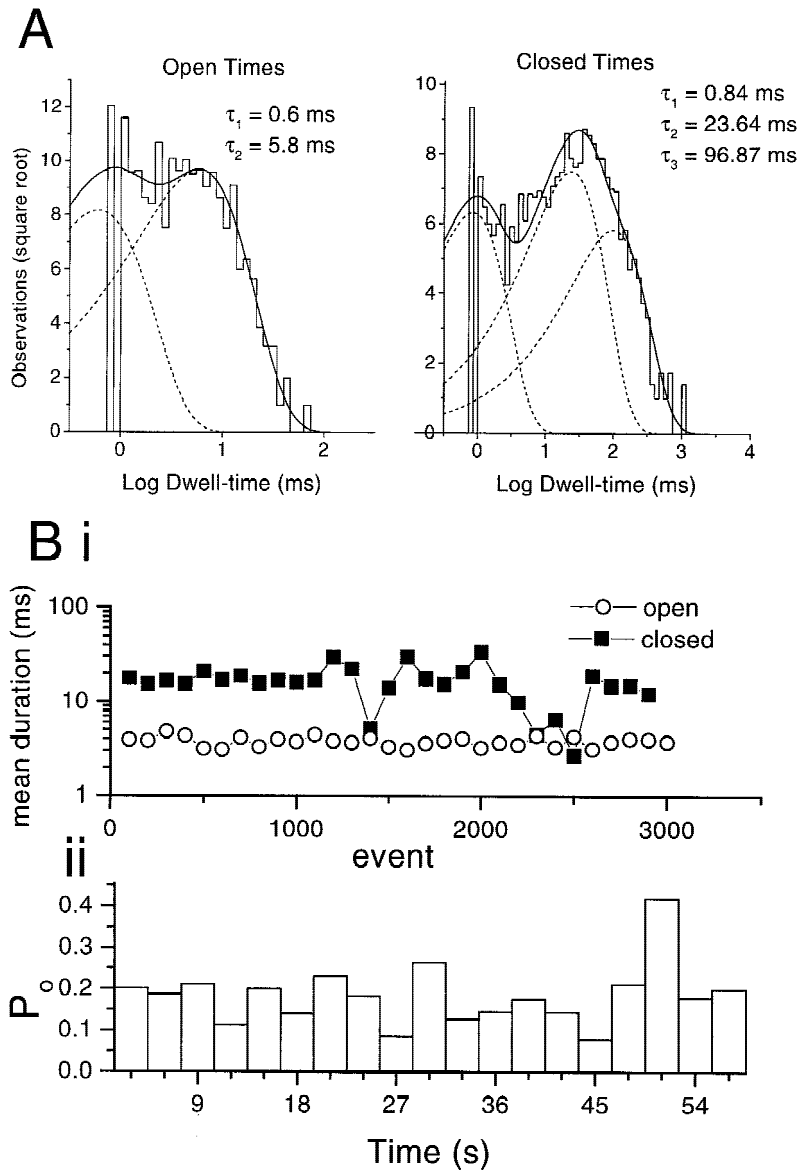 A
Open Times
τ1 = 0.6 ms
τ2 = 5.8 ms
Observations (square root)
12
10
8
6
4
2
0
0 1 2
Log Dwell-time (ms)
Closed Times
τ1 = 0.84 ms
τ2 = 23.64 ms
τ3 = 96.87 ms
10
8
6
4
2
0
0 1 2 3 4
Log Dwell-time (ms)
B i
mean duration (ms)
100
10
1
open
closed
0 1000 2000 3000
event
ii
Po
0.4
0.3
0.2
0.1
0.0
9 18 27 36 45 54
Time (s)